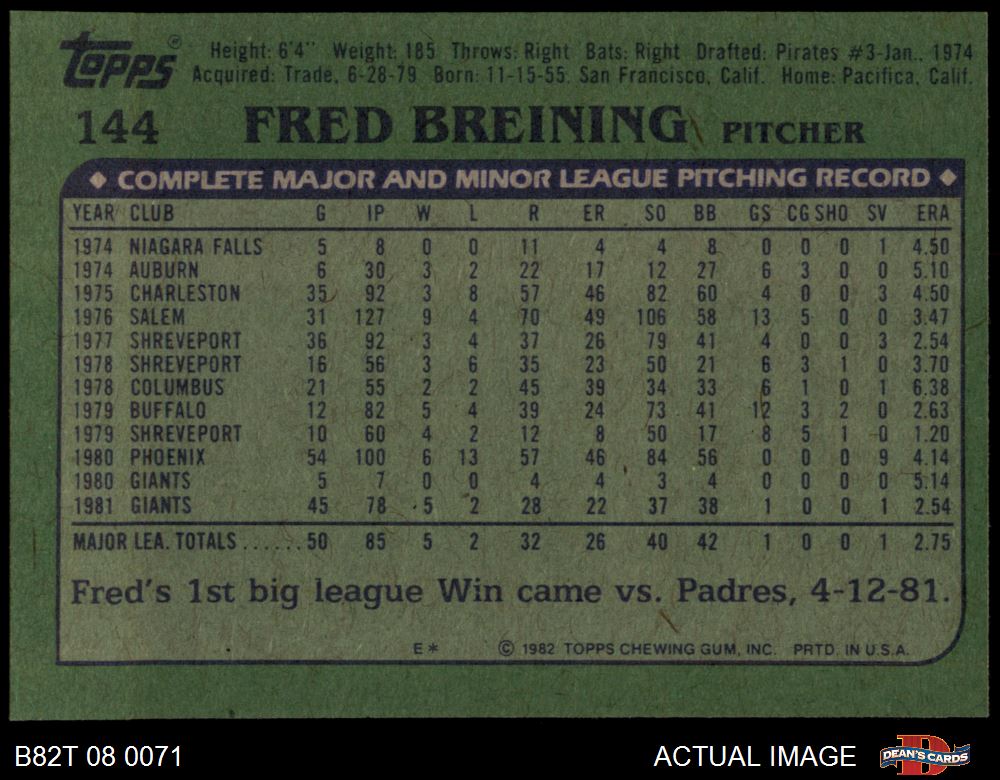 Topps® Height: 6'4" Weight: 185 Throws: Right Bats: Right Drafted: Pirates #3-Jan., 1974
Acquired: Trade, 6-28-79. Born: 11-15-55. San Francisco, Calif. Home: Pacifica, Calif.
144 FRED BREINING PITCHER
♦ COMPLETE MAJOR AND MINOR LEAGUE PITCHING RECORD ♦
YEAR CLUB G IP W L R ER SO BB GS CG SHO SV ERA
1974 NIAGARA FALLS 5 8 0 0 11 4 4 8 0 0 0 1 4.50
1974 AUBURN 6 30 3 2 22 17 12 27 6 3 0 0 5.10
1975 CHARLESTON 35 92 3 8 57 46 82 60 4 0 0 3 4.50
1976 SALEM 31 127 9 4 70 49 106 58 13 5 0 0 3.47
1977 SHREVEPORT 36 92 3 4 37 26 79 41 4 0 0 3 2.54
1978 SHREVEPORT 16 56 3 6 35 23 50 21 6 3 1 0 3.70
1978 COLUMBUS 21 55 2 2 45 39 34 33 6 1 0 1 6.38
1979 BUFFALO 12 82 5 4 39 24 73 41 12 3 2 0 2.63
1979 SHREVEPORT 10 60 4 2 12 8 50 17 8 5 1 0 1.20
1980 PHOENIX 54 100 6 13 57 46 84 56 0 0 0 9 4.14
1980 GIANTS 5 7 0 0 4 4 3 4 0 0 0 0 5.14
1981 GIANTS 45 78 5 2 28 22 37 38 1 0 0 1 2.54
MAJOR LEA. TOTALS......50 85 5 2 32 26 40 42 1 0 0 1 2.75
Fred's 1st big league Win came vs. Padres, 4-12-81.
E* © 1982 TOPPS CHEWING GUM, INC. PRTD. IN U.S.A.
B82T 08 0071 ACTUAL IMAGE DEAN'S CARDS